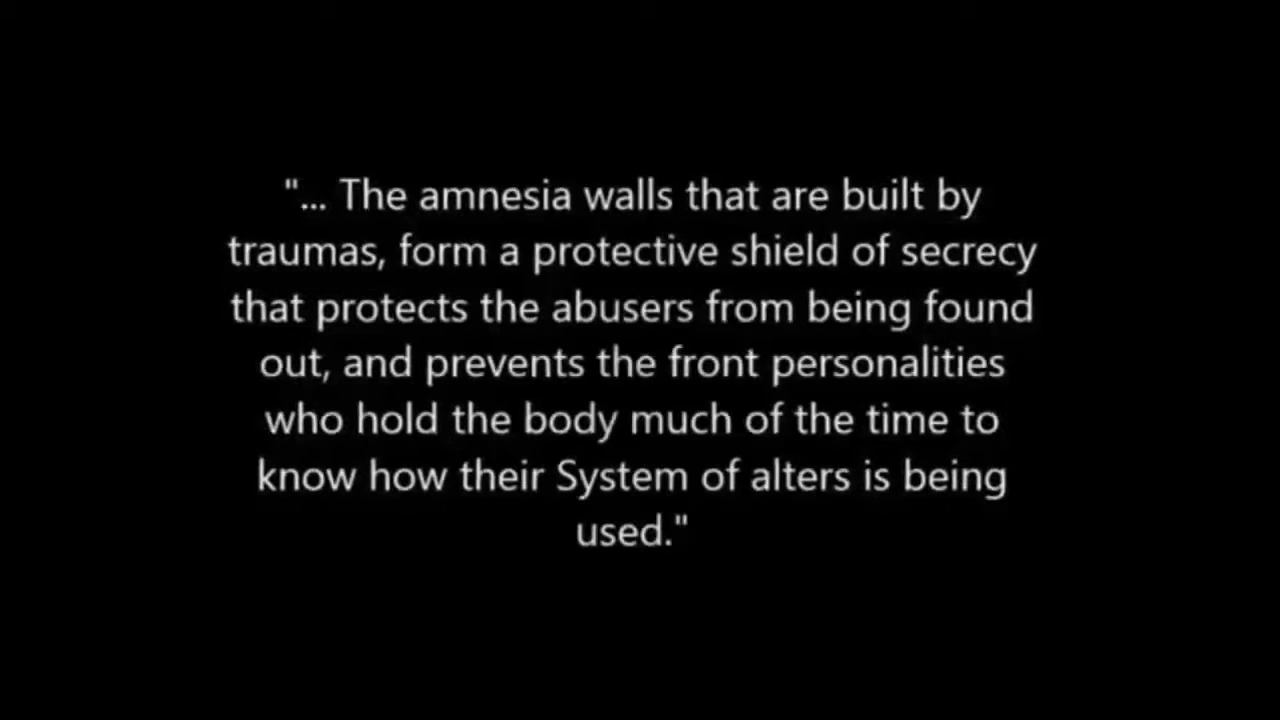 "... The amnesia walls that are built by
traumas, form a protective shield of secrecy
that protects the abusers from being found
out, and prevents the front personalities
who hold the body much of the time to
know how their System of alters is being
used."